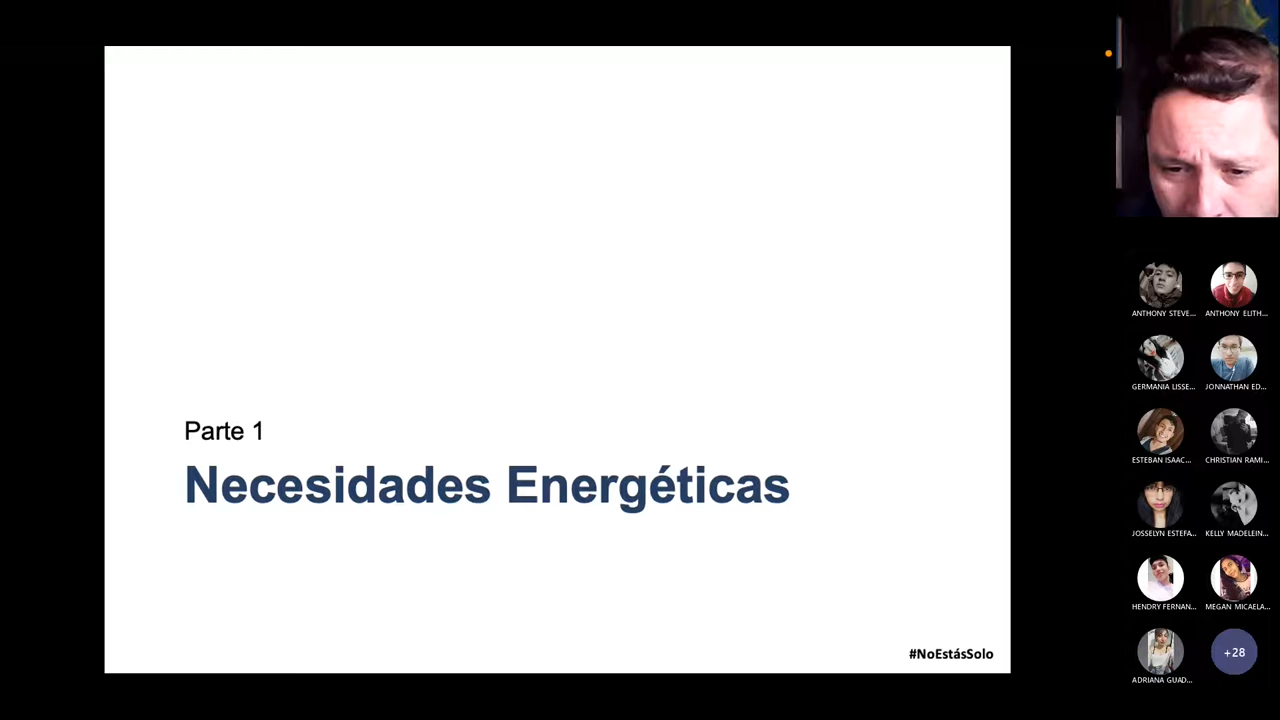 Parte 1
Necesidades Energéticas
#NoEstásSolo
ANTHONY STEVE...
ANTHONY ELITH...
GERMANIA LISSE...
JONNATHAN ED...
ESTEBAN ISAAC...
CHRISTIAN RAMI...
JOSSELYN ESTEFA...
KELLY MADELEIN...
HENDRY FERNAN...
MEGAN MICAELA...
ADRIANA GUAD...
+28